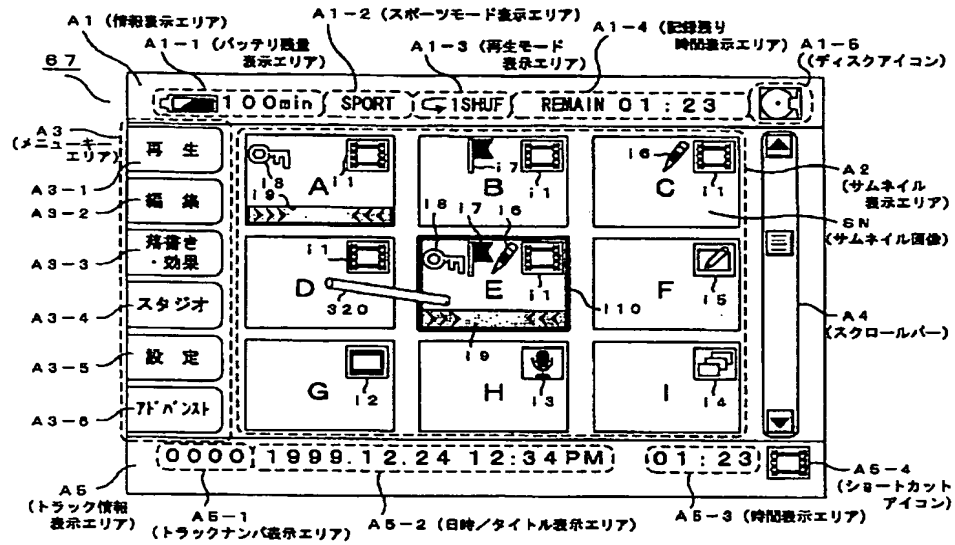 A1 (情報表示エリア)
A1-2 (スポーツモード表示エリア)
A1-1 (バッテリ残量
表示エリア)
A1-3 (再生モード
表示エリア)
A1-4 (記録残り
時間表示エリア)
A1-5
(ディスクアイコン)
67
100min
SPORT
1SHUF
REMAIN 01:23
A3
(メニューキー
エリア)
A3-1
A3-2
A3-3
A3-4
A3-5
A3-6
再 生
編 集
落書き
・効果
スタジオ
設 定
アドバンスト
i8
A
i1
i9
i7
B
i1
i6
C
i1
i1
D
320
i8
i7
i6
E
i1
i9
110
F
i5
G
i2
H
i3
I
i4
A2
(サムネイル
表示エリア)
SN
(サムネイル画像)
A4
(スクロールバー)
0000
1999.12.24 12:34PM
01:23
A5
(トラック情報
表示エリア)
A5-1
(トラックナンバ表示エリア)
A5-2 (日時/タイトル表示エリア)
A5-3 (時間表示エリア)
A5-4
(ショートカット
アイコン)